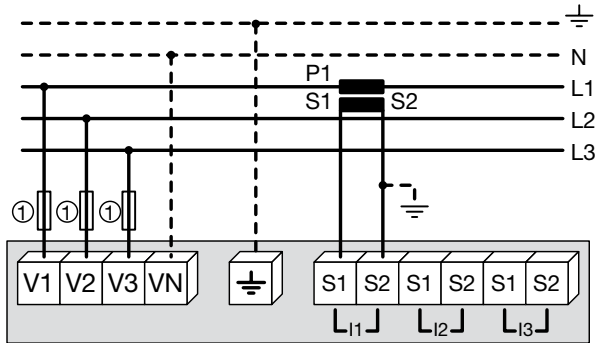 N
P1
L1
S1 S2
L2
L3
① ① ①
V1 V2 V3 VN S1 S2 S1 S2 S1 S2
I1 I2 I3